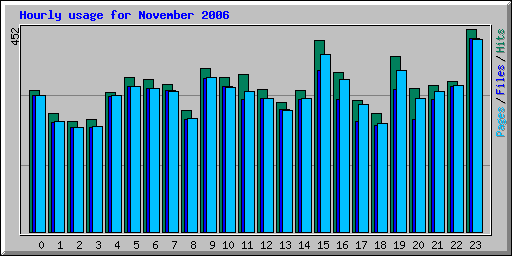 Hourly usage for November 2006
452
Pages / Files / Hits
0 1 2 3 4 5 6 7 8 9 10 11 12 13 14 15 16 17 18 19 20 21 22 23